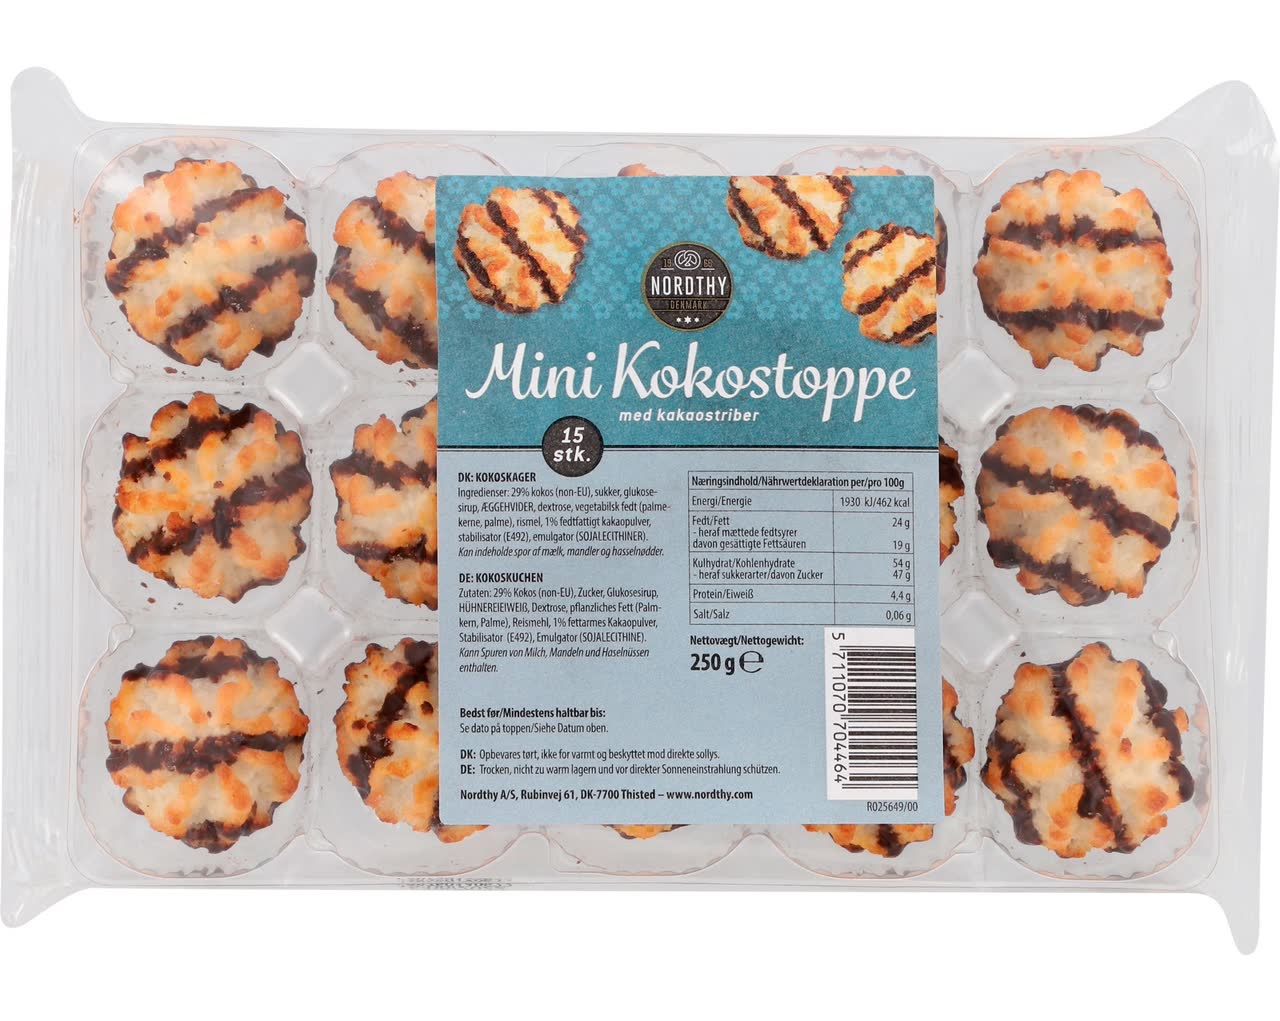 1968
NORDTHY
DENMARK
Mini Kokostoppe
med kakaostriber
15
stk.
DK: KOKOSKAGER
Ingredienser: 29% kokos (non-EU), sukker, glukose-
sirup, ÆGGEHVIDER, dextrose, vegetabilsk fedt (palme-
kerne, palme), rismel, 1% fedtfattigt kakaopulver,
stabilisator (E492), emulgator (SOJALECITHINER).
Kan indeholde spor af mælk, mandler og hasselnødder.
DE: KOKOSKUCHEN
Zutaten: 29% Kokos (non-EU), Zucker, Glukosesirup,
HÜHNEREIEIWEIß, Dextrose, pflanzliches Fett (Palm-
kern, Palme), Reismehl, 1% fettarmes Kakaopulver,
Stabilisator (E492), Emulgator (SOJALECITHINE).
Kann Spuren von Milch, Mandeln und Haselnüssen
enthalten.
Næringsindhold/Nährwertdeklaration per/pro 100g
Energi/Energie 1930 kJ/462 kcal
Fedt/Fett 24 g
- heraf mættede fedtsyrer
davon gesättigte Fettsäuren 19 g
Kulhydrat/Kohlenhydrate 54 g
- heraf sukkerarter/davon Zucker 47 g
Protein/Eiweiß 4,4 g
Salt/Salz 0,06 g
Nettovægt/Nettogewicht:
250 g ℮
5 711070 704464
R025649/00
Bedst før/Mindestens haltbar bis:
Se dato på toppen/Siehe Datum oben.
DK: Opbevares tørt, ikke for varmt og beskyttet mod direkte sollys.
DE: Trocken, nicht zu warm lagern und vor direkter Sonneneinstrahlung schützen.
Nordthy A/S, Rubinvej 61, DK-7700 Thisted – www.nordthy.com